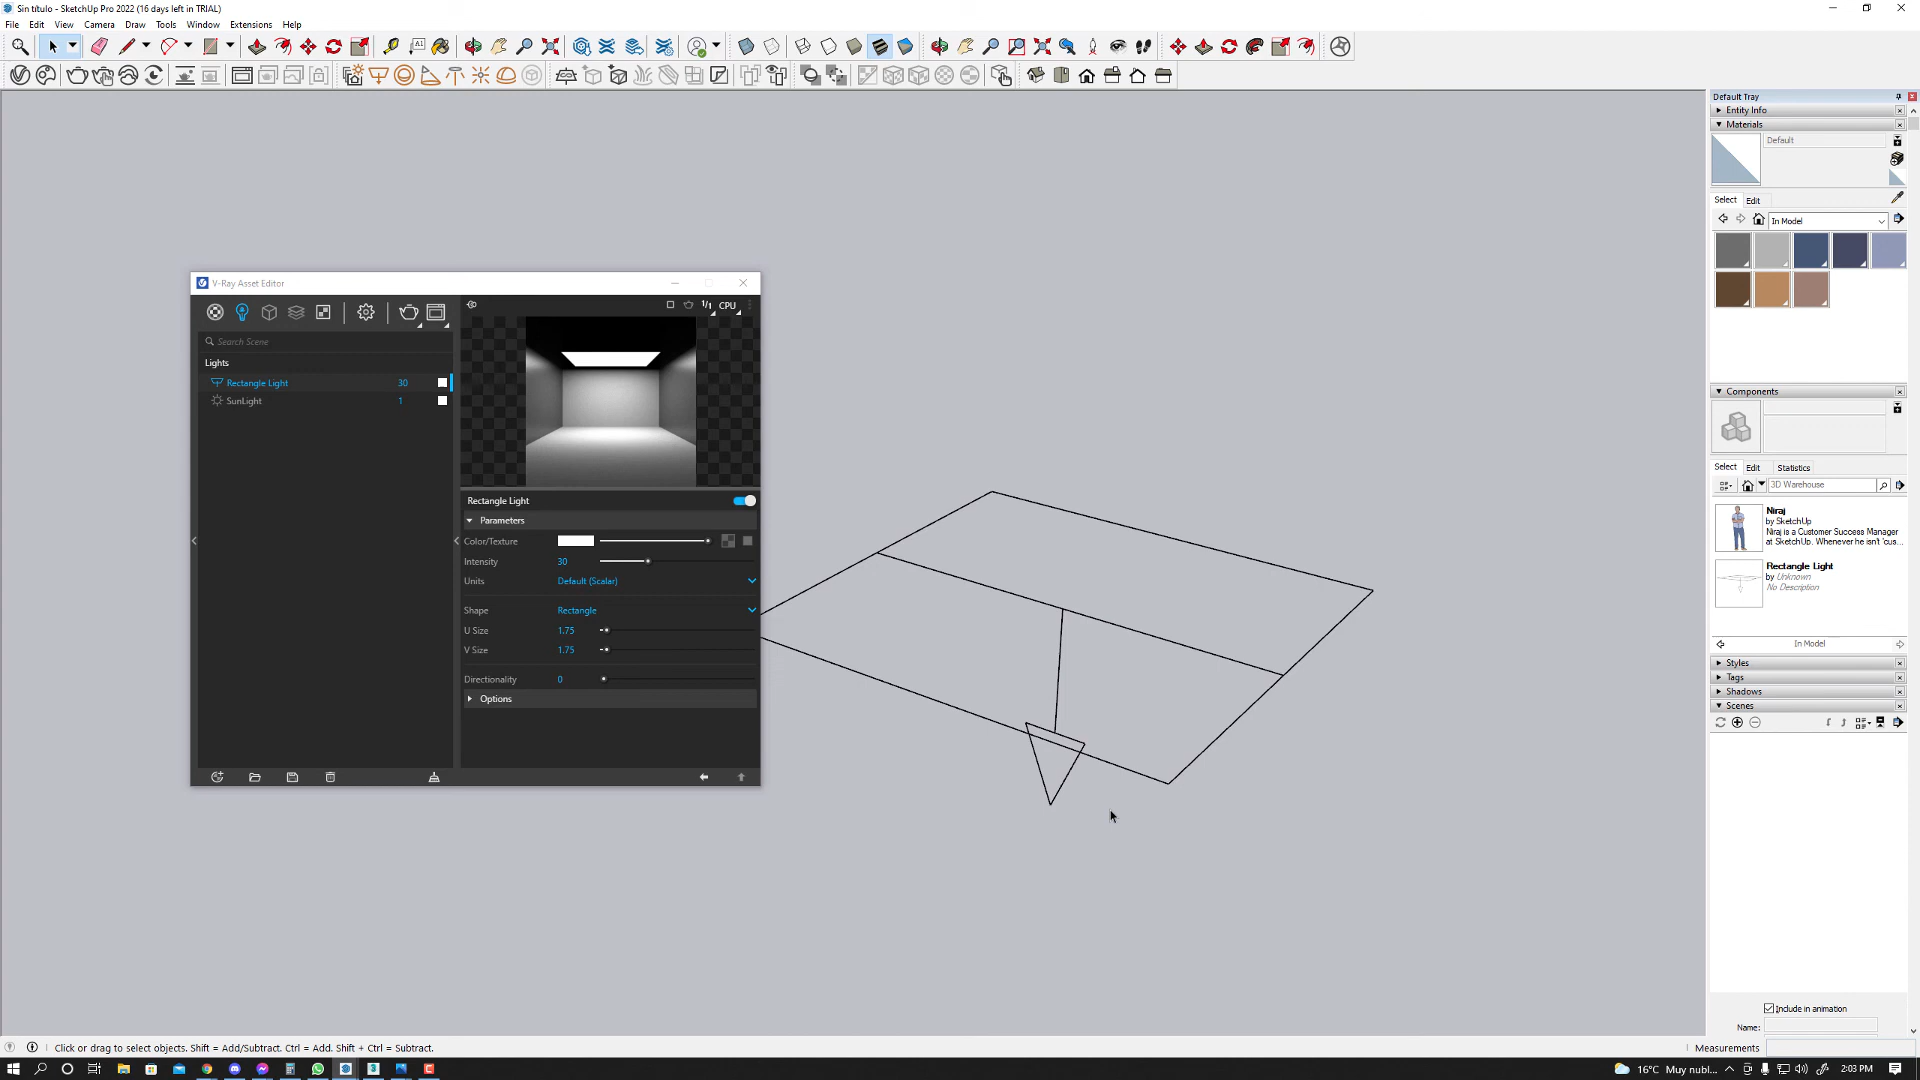 Sin título - SketchUp Pro 2022 (16 days left in TRIAL)
File Edit View Camera Draw Tools Window Extensions Help
Default Tray
Entity Info
Materials
Default
Select Edit
In Model
V-Ray Asset Editor
1/1 CPU
Search Scene
Lights
Rectangle Light 30
SunLight 1
Rectangle Light
Parameters
Color/Texture
Intensity 30
Units Default (Scalar)
Shape Rectangle
U Size 1.75
V Size 1.75
Directionality 0
Options
Components
Select Edit Statistics
3D Warehouse
Niraj
by SketchUp
Niraj is a Customer Success Manager
at SketchUp. Whenever he isn't 'cus...
Rectangle Light
by Unknown
No Description
In Model
Styles
Tags
Shadows
Scenes
Include in animation
Name:
Click or drag to select objects. Shift = Add/Subtract. Ctrl = Add. Shift + Ctrl = Subtract.
Measurements
16°C Muy nubl... 2:03 PM